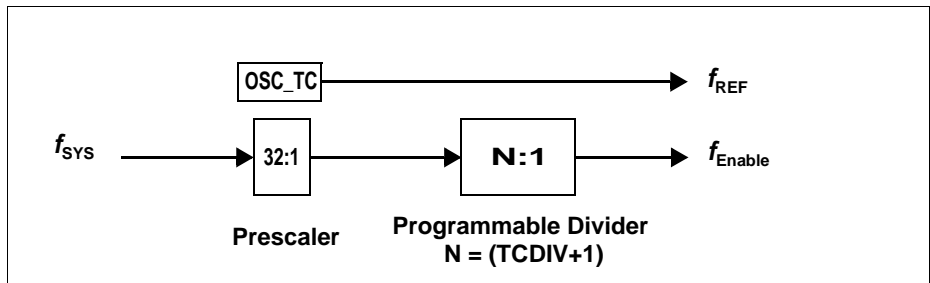 OSC_TC
fREF
fSYS
32:1
N:1
fEnable
Prescaler
Programmable Divider
N = (TCDIV+1)